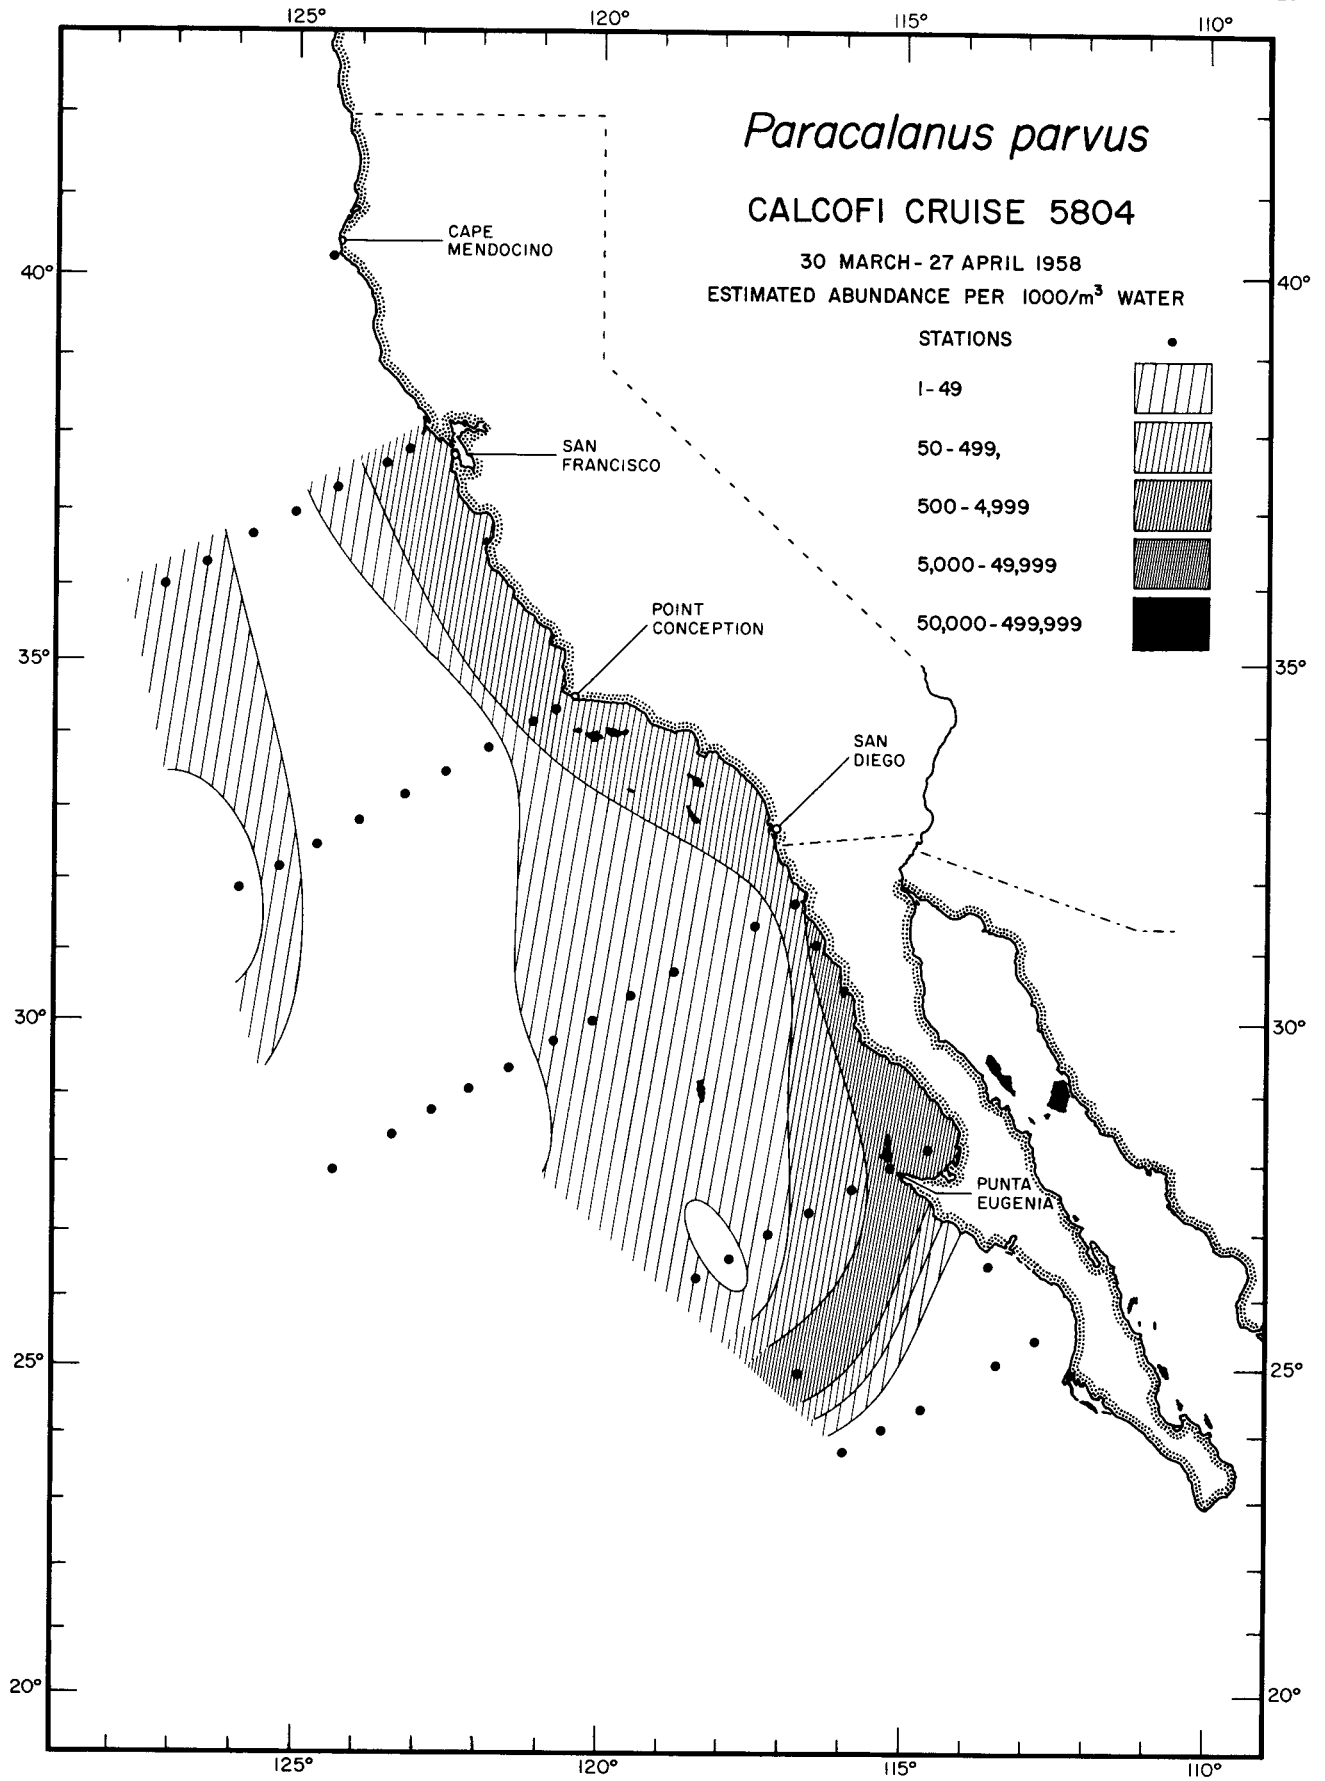 125° 120° 115° 110°
Paracalanus parvus
CALCOFI CRUISE 5804
30 MARCH - 27 APRIL 1958
ESTIMATED ABUNDANCE PER 1000/m³ WATER
STATIONS
1-49
50-499,
500-4,999
5,000-49,999
50,000-499,999
CAPE
MENDOCINO
40° 40°
SAN
FRANCISCO
POINT
CONCEPTION
35° 35°
SAN
DIEGO
30° 30°
PUNTA
EUGENIA
25° 25°
20° 20°
125° 120° 115° 110°